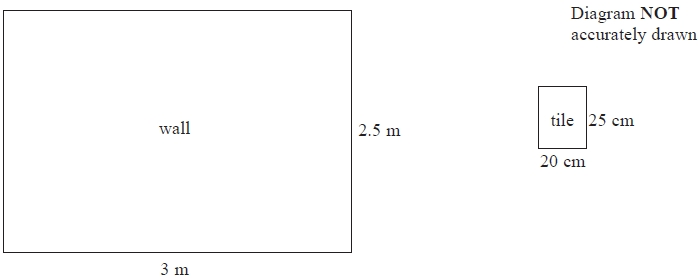 Diagram NOT
accurately drawn
wall
2.5 m
tile
25 cm
20 cm
3 m